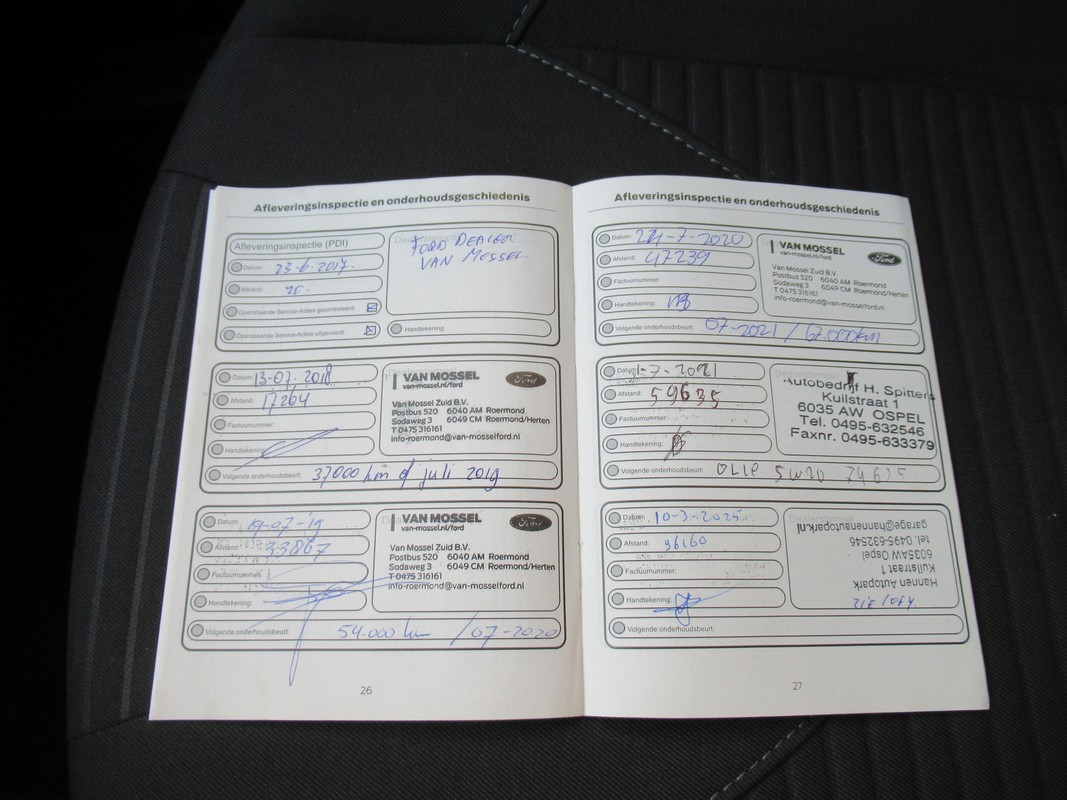 Afleveringsinspectie en onderhoudsgeschiedenis
Afleveringsinspectie (PDI)
Datum: 23-6-2017
Openstaande Service-Acties gecontroleerd:
Openstaande Service-Acties uitgevoerd:
FORD DEALER
VAN MOSSEL
Handtekening:
Datum: 13-07-2018
Afstand: 17264
Factuurnummer:
Handtekening:
VAN MOSSEL
van-mossel.nl/ford
Ford
Van Mossel Zuid B.V.
Postbus 520 6040 AM Roermond
Sodaweg 3 6049 CM Roermond/Herten
T 0475 316161
info-roermond@van-mosselford.nl
Volgende onderhoudsbeurt: 37000 km of juli 2019
Datum: 19-07-19
Afstand: 33867
Factuurnummer:
Handtekening:
VAN MOSSEL
van-mossel.nl/ford
Ford
Van Mossel Zuid B.V.
Postbus 520 6040 AM Roermond
Sodaweg 3 6049 CM Roermond/Herten
T 0475 316161
info-roermond@van-mosselford.nl
Volgende onderhoudsbeurt: 54.000 km / 07-2020
26
Afleveringsinspectie en onderhoudsgeschiedenis
Datum: -7-2020
Afstand: 47239
Factuurnummer:
Handtekening:
VAN MOSSEL
van-mossel.nl/ford
Ford
Van Mossel Zuid B.V.
Postbus 520 6040 AM Roermond
Sodaweg 3 6049 CM Roermond/Herten
T 0475 316161
info-roermond@van-mosselford.nl
Volgende onderhoudsbeurt: 07-2021 / 67.000km
Datum: 1-7-2021
Afstand: 59635
Factuurnummer:
Handtekening:
Autobedrijf H. Spitters
Kuilstraat 1
6035 AW OSPEL
Tel. 0495-632546
Faxnr. 0495-633379
Volgende onderhoudsbeurt: OLIE 5W20 74635
Datum: 10-3-2025
Afstand: 96160
Factuurnummer:
Handtekening:
Hannen Autopark
Kuilstraat 1
6035AW Ospel
tel. 0495-632546
garage@hannenautopark.nl
Volgende onderhoudsbeurt:
27